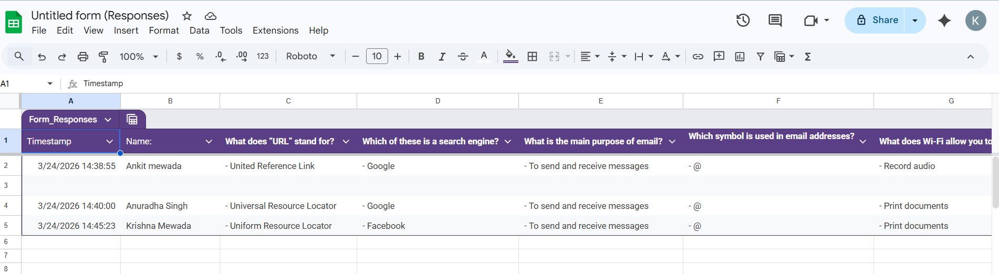 Untitled form (Responses)
File Edit View Insert Format Data Tools Extensions Help
Share
K
100% $ % .0 .00 123 Roboto 10 B I A A Σ
A1 fx Timestamp
A B C D E F G
Form_Responses
1 Timestamp Name: What does “URL” stand for? Which of these is a search engine? What is the main purpose of email? Which symbol is used in email addresses? What does Wi-Fi allow you to
2 3/24/2026 14:38:55 Ankit mewada - United Reference Link - Google - To send and receive messages - @ - Record audio
3
4 3/24/2026 14:40:00 Anuradha Singh - Universal Resource Locator - Google - To send and receive messages - @ - Print documents
5 3/24/2026 14:45:23 Krishna Mewada - Uniform Resource Locator - Facebook - To send and receive messages - @ - Print documents
6
7
8